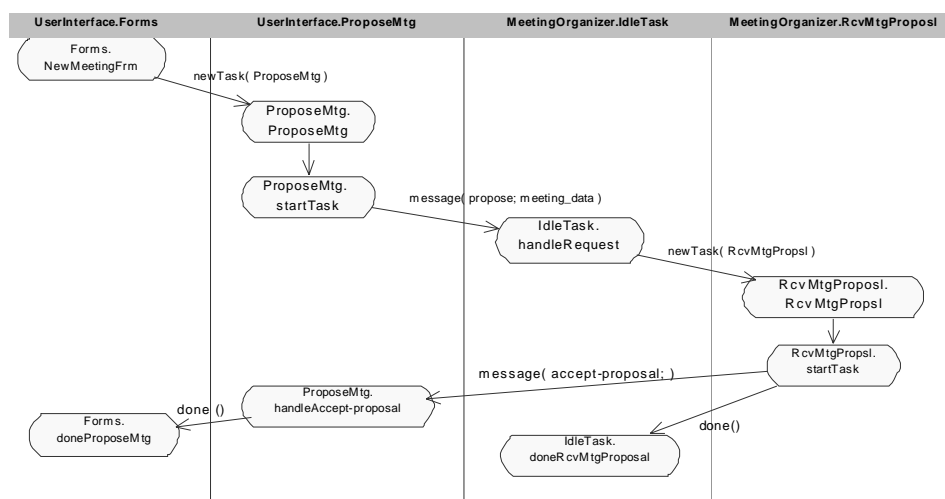 UserInterface.Forms UserInterface.ProposeMtg MeetingOrganizer.IdleTask MeetingOrganizer.RcvMtgProposl
Forms.
NewMeetingFrm
newTask( ProposeMtg )
ProposeMtg.
ProposeMtg
ProposeMtg.
startTask
message( propose; meeting_data )
IdleTask.
handleRequest
newTask( RcvMtgPropsl )
RcvMtgProposl.
RcvMtgPropsl
RcvMtgPropsl.
startTask
message( accept-proposal; )
ProposeMtg.
handleAccept-proposal
done ()
Forms.
doneProposeMtg
done()
IdleTask.
doneRcvMtgProposal